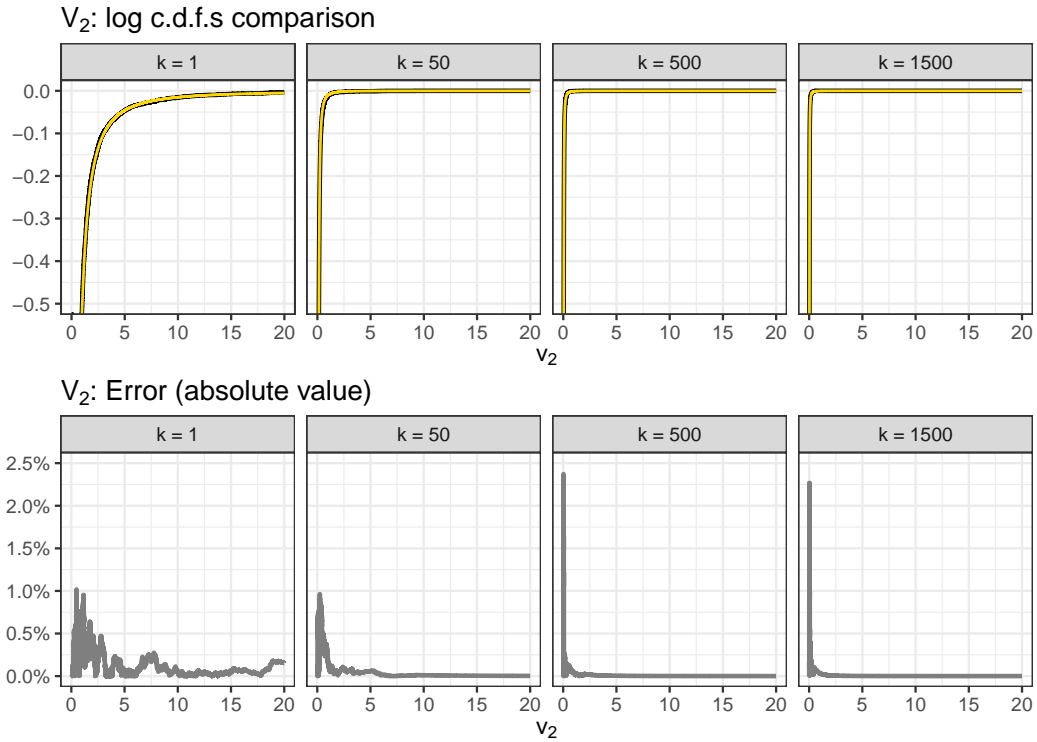 V₂: log c.d.f.s comparison
k = 1 k = 50 k = 500 k = 1500
0.0
−0.1
−0.2
−0.3
−0.4
−0.5
0 5 10 15 20 0 5 10 15 20 0 5 10 15 20 0 5 10 15 20
v₂
V₂: Error (absolute value)
k = 1 k = 50 k = 500 k = 1500
2.5%
2.0%
1.5%
1.0%
0.5%
0.0%
0 5 10 15 20 0 5 10 15 20 0 5 10 15 20 0 5 10 15 20
v₂